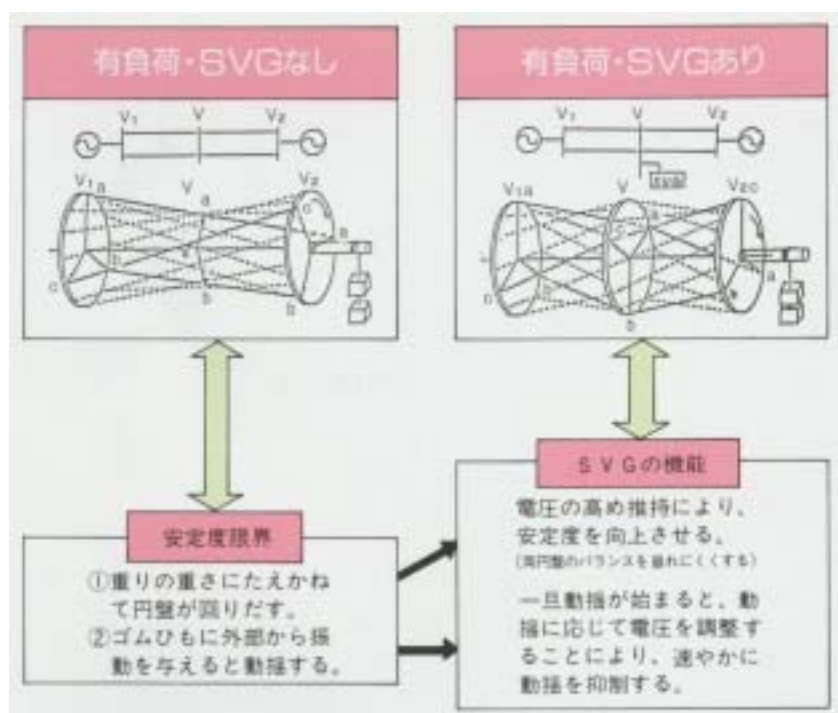 有負荷・SVGなし
V1 V V2
V1a V V2
a
c
a
b
c
b
b
安定度限界
①重りの重さにたえかね
て円盤が回りだす。
②ゴムひもに外部から振
動を与えると動揺する。
有負荷・SVGあり
V1 V V2
SVG
V1a V V2c
a
a
b
c
b
SVGの機能
電圧の高め維持により、
安定度を向上させる。
(両円盤のバランスを崩れにくくする)
一旦動揺が始まると、動
揺に応じて電圧を調整す
ることにより、速やかに
動揺を抑制する。